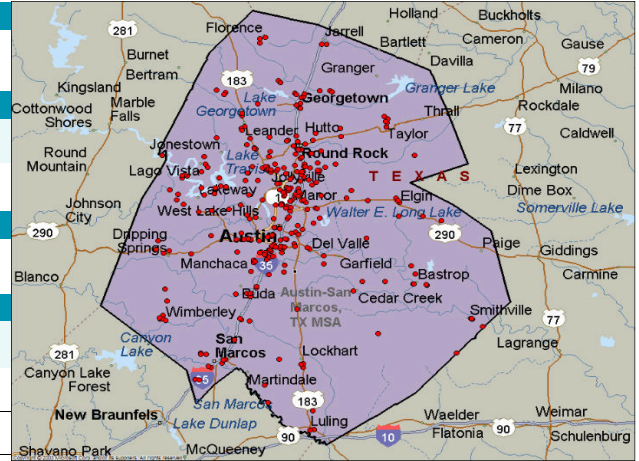 Holland
Buckholts
Florence
Jarrell
281
Bartlett
Cameron
Gause
Burnet
Davilla
Bertram
183
Granger
79
Kingsland
Granger Lake
Milano
Lake
Georgetown
Georgetown
Cottonwood
Shores
Marble
Falls
Thrall
Rockdale
Leander
Hutto
Taylor
77
Caldwell
Jonestown
Round
Mountain
Lake
Travis
Round Rock
Lago Vista
Jollyville
TEXAS
Lexington
Lakeway
Manor
Elgin
Dime Box
Johnson
City
West Lake Hills
Walter E. Long Lake
Somerville Lake
290
Dripping
Springs
Austin
Del Valle
290
Paige
Giddings
Manchaca
35
Garfield
Bastrop
Carmine
Blanco
Buda
Austin-San
Marcos,
TX MSA
Cedar Creek
Wimberley
Smithville
77
Canyon
Lake
San
Marcos
Lagrange
281
Lockhart
Canyon Lake
Forest
35
Martindale
San Marcos
183
New Braunfels
Luling
Waelder
Weimar
Lake Dunlap
90
10
Flatonia
90
Schulenburg
Shavano Park
McQueeney